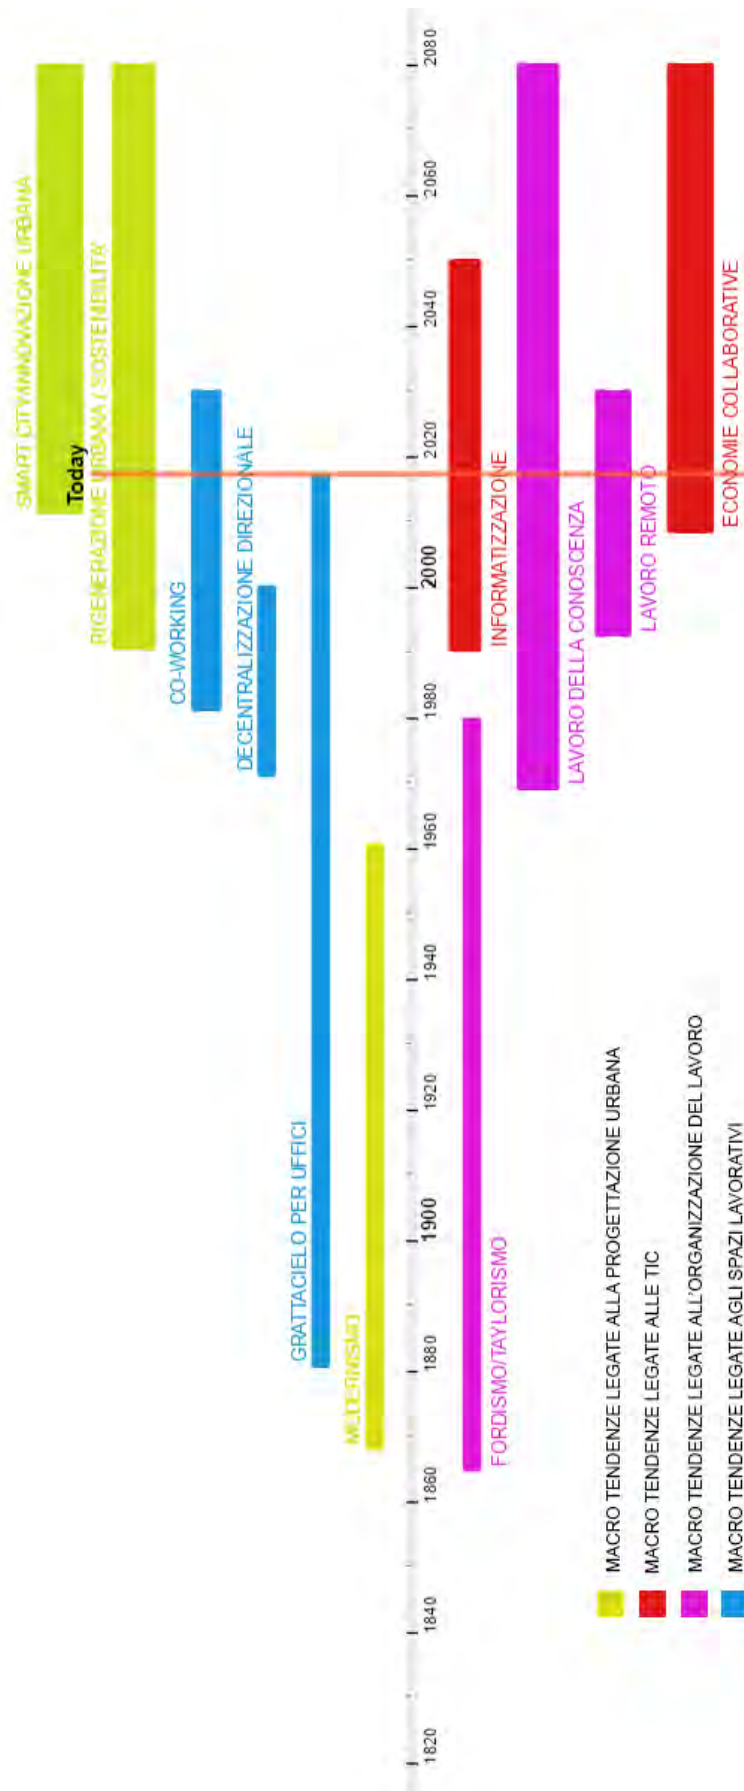 SMART CITY/INNOVAZIONE URBANA
Today
RIGENERAZIONE URBANA / SOSTENIBILITA'
CO-WORKING
DECENTRALIZZAZIONE DIREZIONALE
GRATTACIELO PER UFFICI
MODERNISMO
1820 1840 1860 1880 1900 1920 1940 1960 1980 2000 2020 2040 2060 2080
FORDISMO/TAYLORISMO
INFORMATIZZAZIONE
LAVORO DELLA CONOSCENZA
LAVORO REMOTO
ECONOMIE COLLABORATIVE
MACRO TENDENZE LEGATE ALLA PROGETTAZIONE URBANA
MACRO TENDENZE LEGATE ALLE TIC
MACRO TENDENZE LEGATE ALL'ORGANIZZAZIONE DEL LAVORO
MACRO TENDENZE LEGATE AGLI SPAZI LAVORATIVI